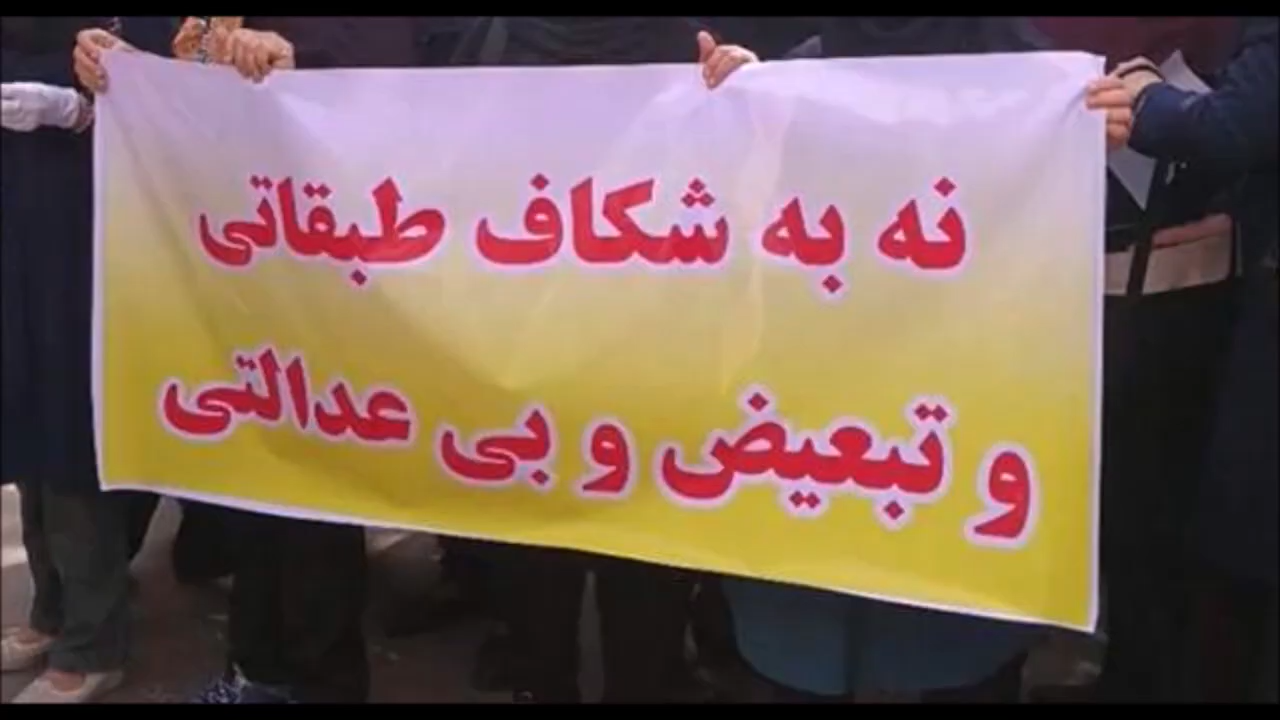 نه به شکاف طبقاتی
و تبعیض و بی عدالتی